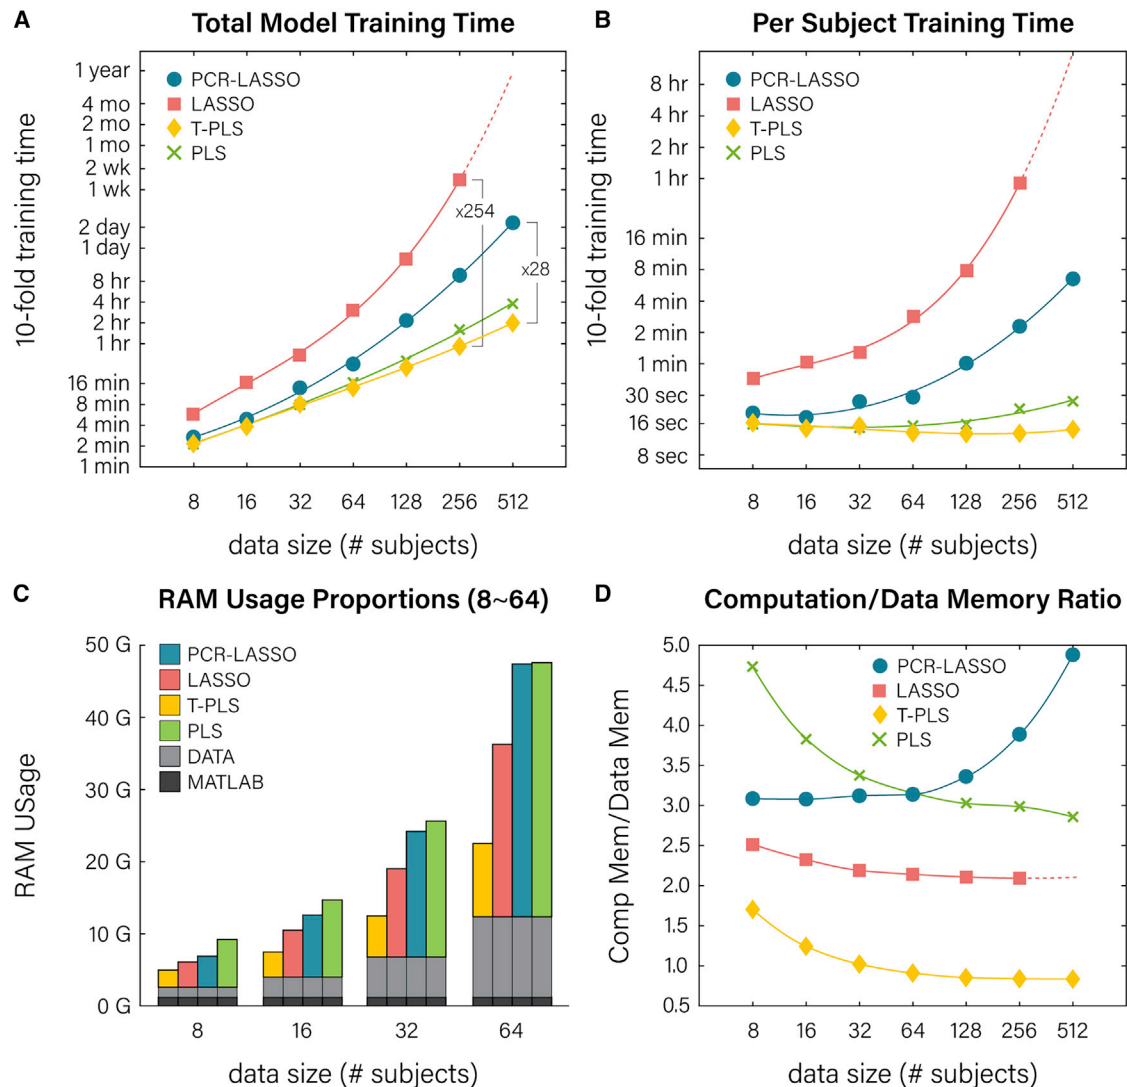 A
Total Model Training Time
10-fold training time
1 year
4 mo
2 mo
1 mo
2 wk
1 wk
2 day
1 day
8 hr
4 hr
2 hr
1 hr
16 min
8 min
4 min
2 min
1 min
PCR-LASSO
LASSO
T-PLS
PLS
x254
x28
8 16 32 64 128 256 512
data size (# subjects)
B
Per Subject Training Time
10-fold training time
8 hr
4 hr
2 hr
1 hr
16 min
8 min
4 min
2 min
1 min
30 sec
16 sec
8 sec
PCR-LASSO
LASSO
T-PLS
PLS
8 16 32 64 128 256 512
data size (# subjects)
C
RAM Usage Proportions (8~64)
RAM USage
50 G
40 G
30 G
20 G
10 G
0 G
PCR-LASSO
LASSO
T-PLS
PLS
DATA
MATLAB
8 16 32 64
data size (# subjects)
D
Computation/Data Memory Ratio
Comp Mem/Data Mem
5.0
4.5
4.0
3.5
3.0
2.5
2.0
1.5
1.0
0.5
PCR-LASSO
LASSO
T-PLS
PLS
8 16 32 64 128 256 512
data size (# subjects)